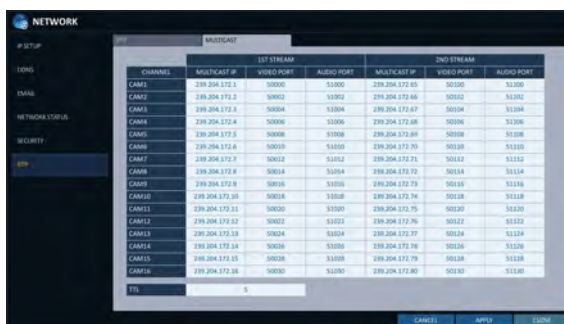 NETWORK
IP SETUP
DDNS
EMAIL
NETWORK STATUS
SECURITY
RTP
RTP MULTICAST
1ST STREAM 2ND STREAM
CHANNEL MULTICAST IP VIDEO PORT AUDIO PORT MULTICAST IP VIDEO PORT AUDIO PORT
CAM1 239.204.172.1 50000 51000 239.204.172.65 50100 51100
CAM2 239.204.172.2 50002 51002 239.204.172.66 50102 51102
CAM3 239.204.172.3 50004 51004 239.204.172.67 50104 51104
CAM4 239.204.172.4 50006 51006 239.204.172.68 50106 51106
CAM5 239.204.172.5 50008 51008 239.204.172.69 50108 51108
CAM6 239.204.172.6 50010 51010 239.204.172.70 50110 51110
CAM7 239.204.172.7 50012 51012 239.204.172.71 50112 51112
CAM8 239.204.172.8 50014 51014 239.204.172.72 50114 51114
CAM9 239.204.172.9 50016 51016 239.204.172.73 50116 51116
CAM10 239.204.172.10 50018 51018 239.204.172.74 50118 51118
CAM11 239.204.172.11 50020 51020 239.204.172.75 50120 51120
CAM12 239.204.172.12 50022 51022 239.204.172.76 50122 51122
CAM13 239.204.172.13 50024 51024 239.204.172.77 50124 51124
CAM14 239.204.172.14 50026 51026 239.204.172.78 50126 51126
CAM15 239.204.172.15 50028 51028 239.204.172.79 50128 51128
CAM16 239.204.172.16 50030 51030 239.204.172.80 50130 51130
TTL 5
CANCEL APPLY CLOSE